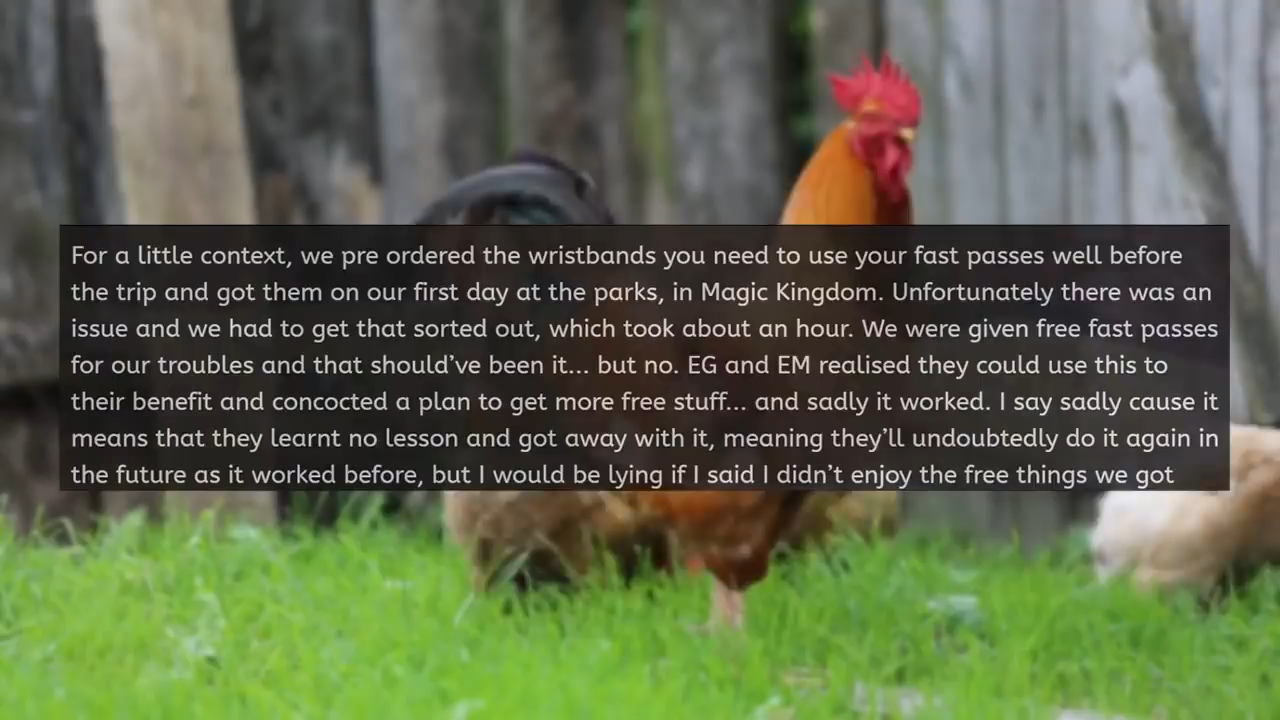 For a little context, we pre ordered the wristbands you need to use your fast passes well before
the trip and got them on our first day at the parks, in Magic Kingdom. Unfortunately there was an
issue and we had to get that sorted out, which took about an hour. We were given free fast passes
for our troubles and that should’ve been it... but no. EG and EM realised they could use this to
their benefit and concocted a plan to get more free stuff... and sadly it worked. I say sadly cause it
means that they learnt no lesson and got away with it, meaning they’ll undoubtedly do it again in
the future as it worked before, but I would be lying if I said I didn’t enjoy the free things we got